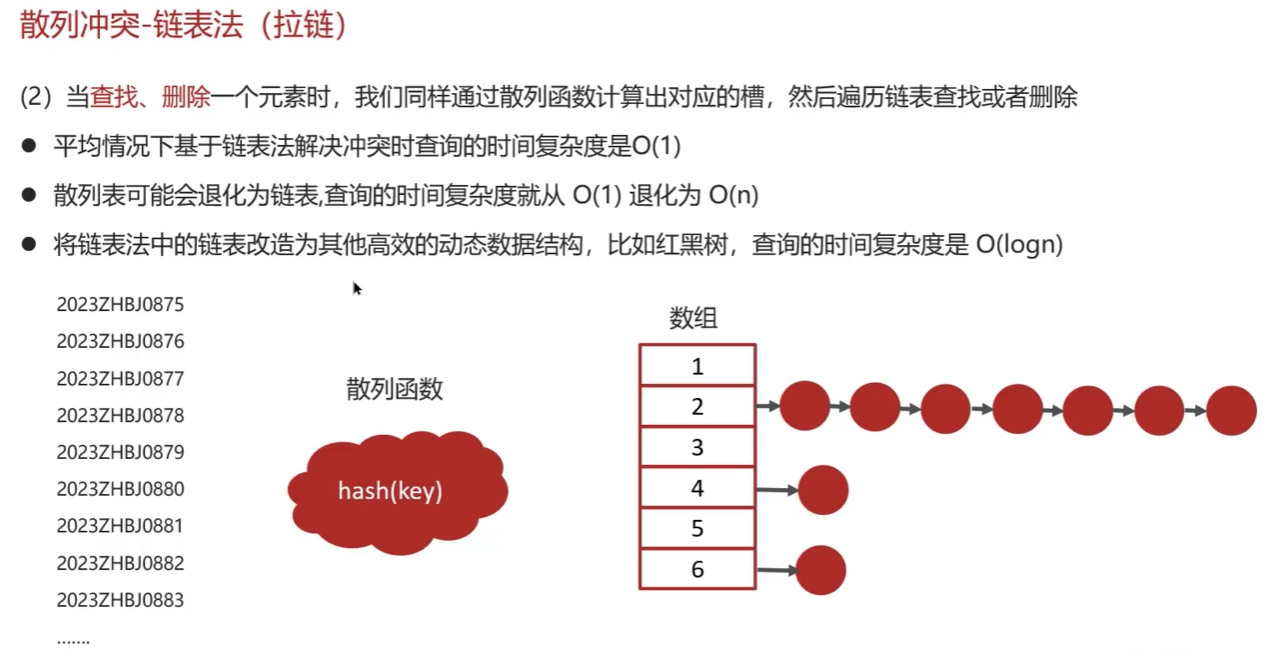 散列冲突-链表法（拉链）
(2）当查找、删除一个元素时，我们同样通过散列函数计算出对应的槽，然后遍历链表查找或者删除
● 平均情况下基于链表法解决冲突时查询的时间复杂度是O(1)
● 散列表可能会退化为链表,查询的时间复杂度就从 O(1) 退化为 O(n)
● 将链表法中的链表改造为其他高效的动态数据结构，比如红黑树，查询的时间复杂度是 O(logn)
2023ZHBJ0875
2023ZHBJ0876
2023ZHBJ0877
2023ZHBJ0878
2023ZHBJ0879
2023ZHBJ0880
2023ZHBJ0881
2023ZHBJ0882
2023ZHBJ0883
.......
散列函数
hash(key)
数组
1
2
3
4
5
6